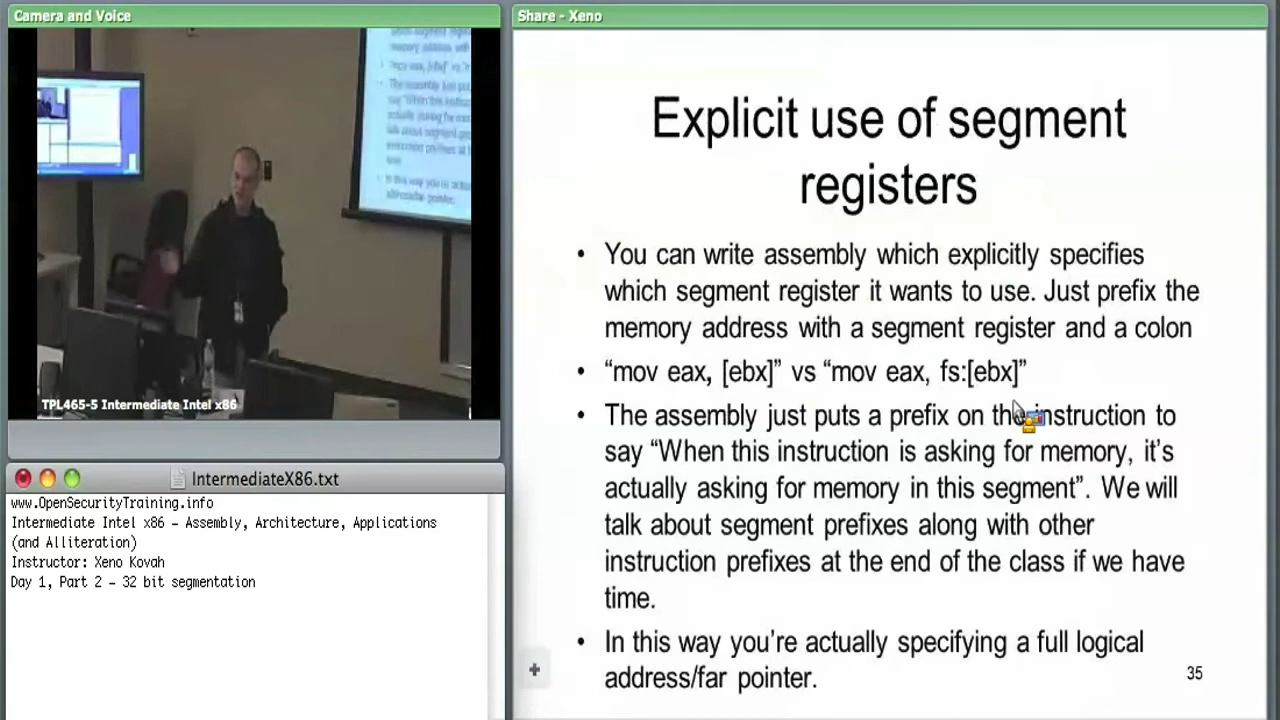 Camera and Voice
TPL465-5 Intermediate Intel x86
IntermediateX86.txt
www.OpenSecurityTraining.info
Intermediate Intel x86 – Assembly, Architecture, Applications
(and Alliteration)
Instructor: Xeno Kovah
Day 1, Part 2 – 32 bit segmentation
Share - Xeno
Explicit use of segment
registers
• You can write assembly which explicitly specifies
which segment register it wants to use. Just prefix the
memory address with a segment register and a colon
• “mov eax, [ebx]” vs “mov eax, fs:[ebx]”
• The assembly just puts a prefix on the instruction to
say “When this instruction is asking for memory, it’s
actually asking for memory in this segment”. We will
talk about segment prefixes along with other
instruction prefixes at the end of the class if we have
time.
• In this way you’re actually specifying a full logical
address/far pointer.
35